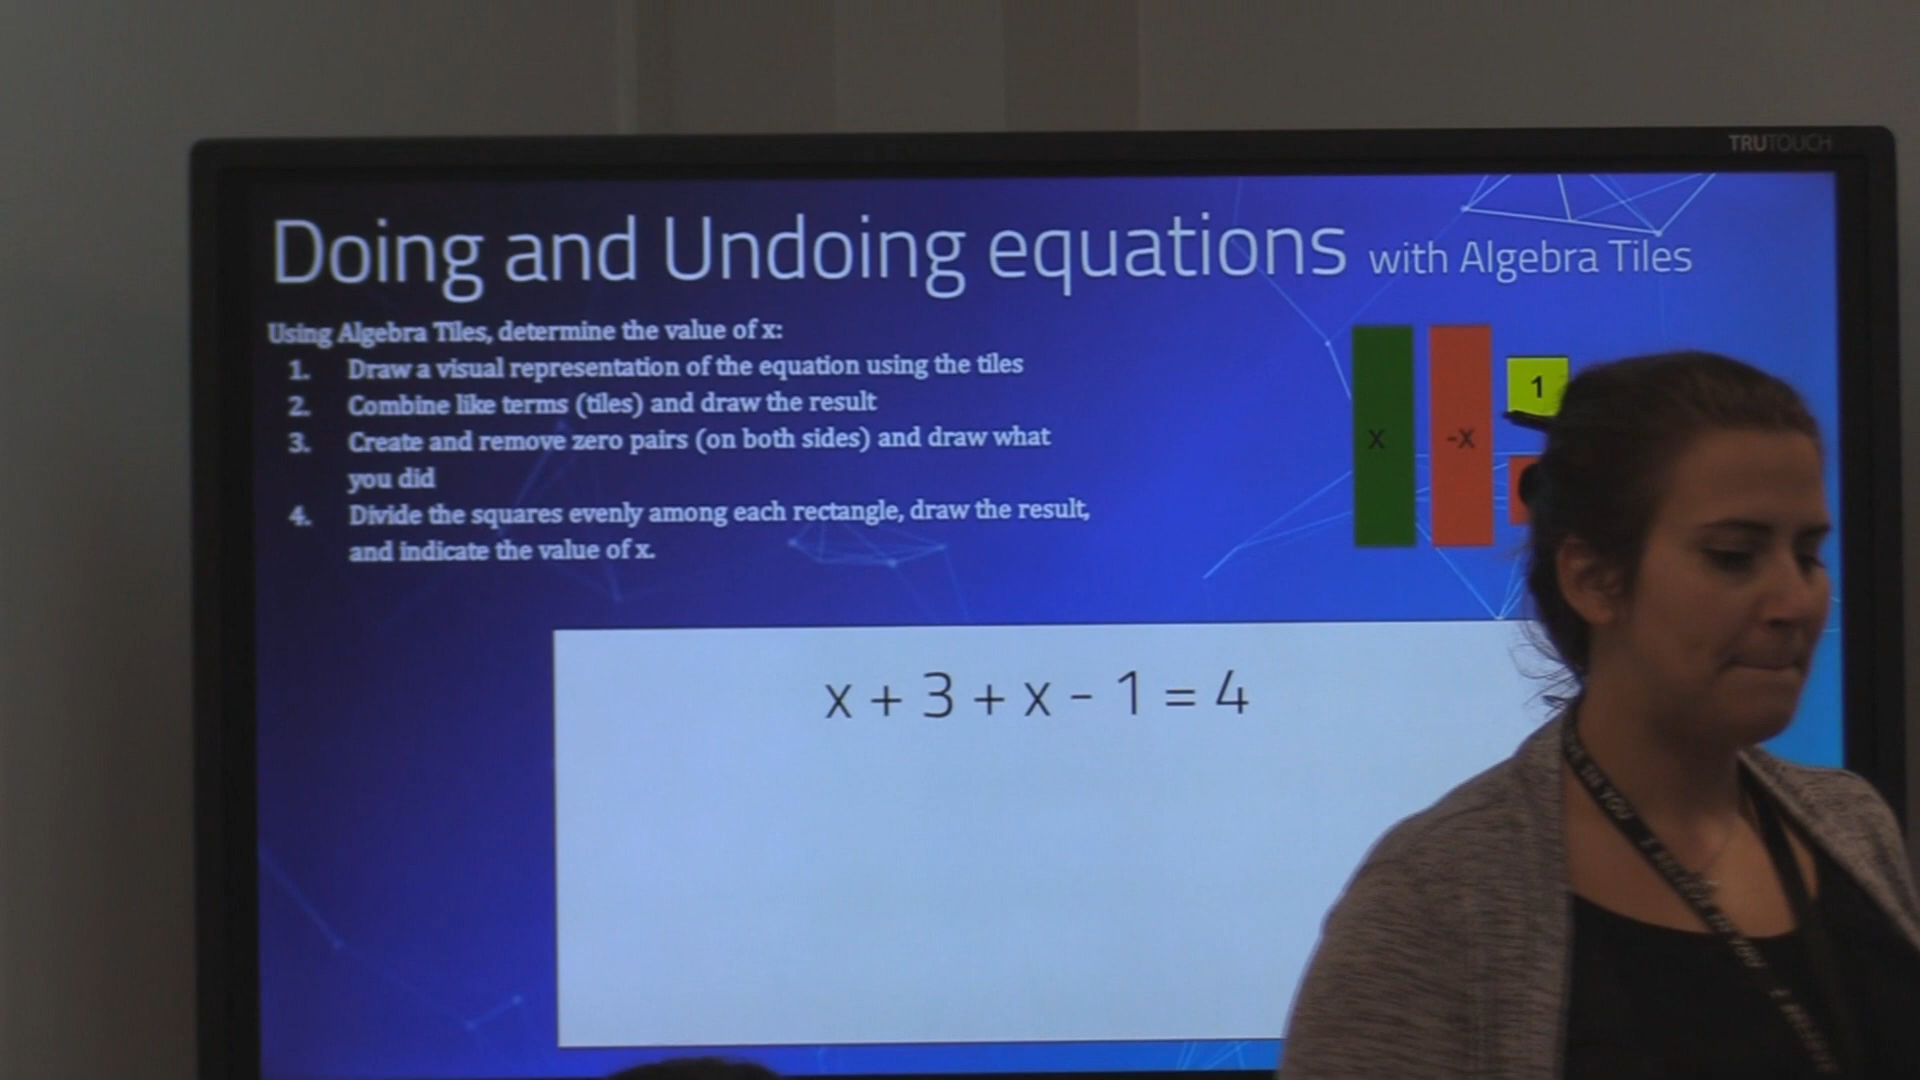 TRUTOUCH
Doing and Undoing equations with Algebra Tiles
Using Algebra Tiles, determine the value of x:
1. Draw a visual representation of the equation using the tiles
2. Combine like terms (tiles) and draw the result
3. Create and remove zero pairs (on both sides) and draw what
you did
4. Divide the squares evenly among each rectangle, draw the result,
and indicate the value of x.
x
-x
1
x + 3 + x - 1 = 4